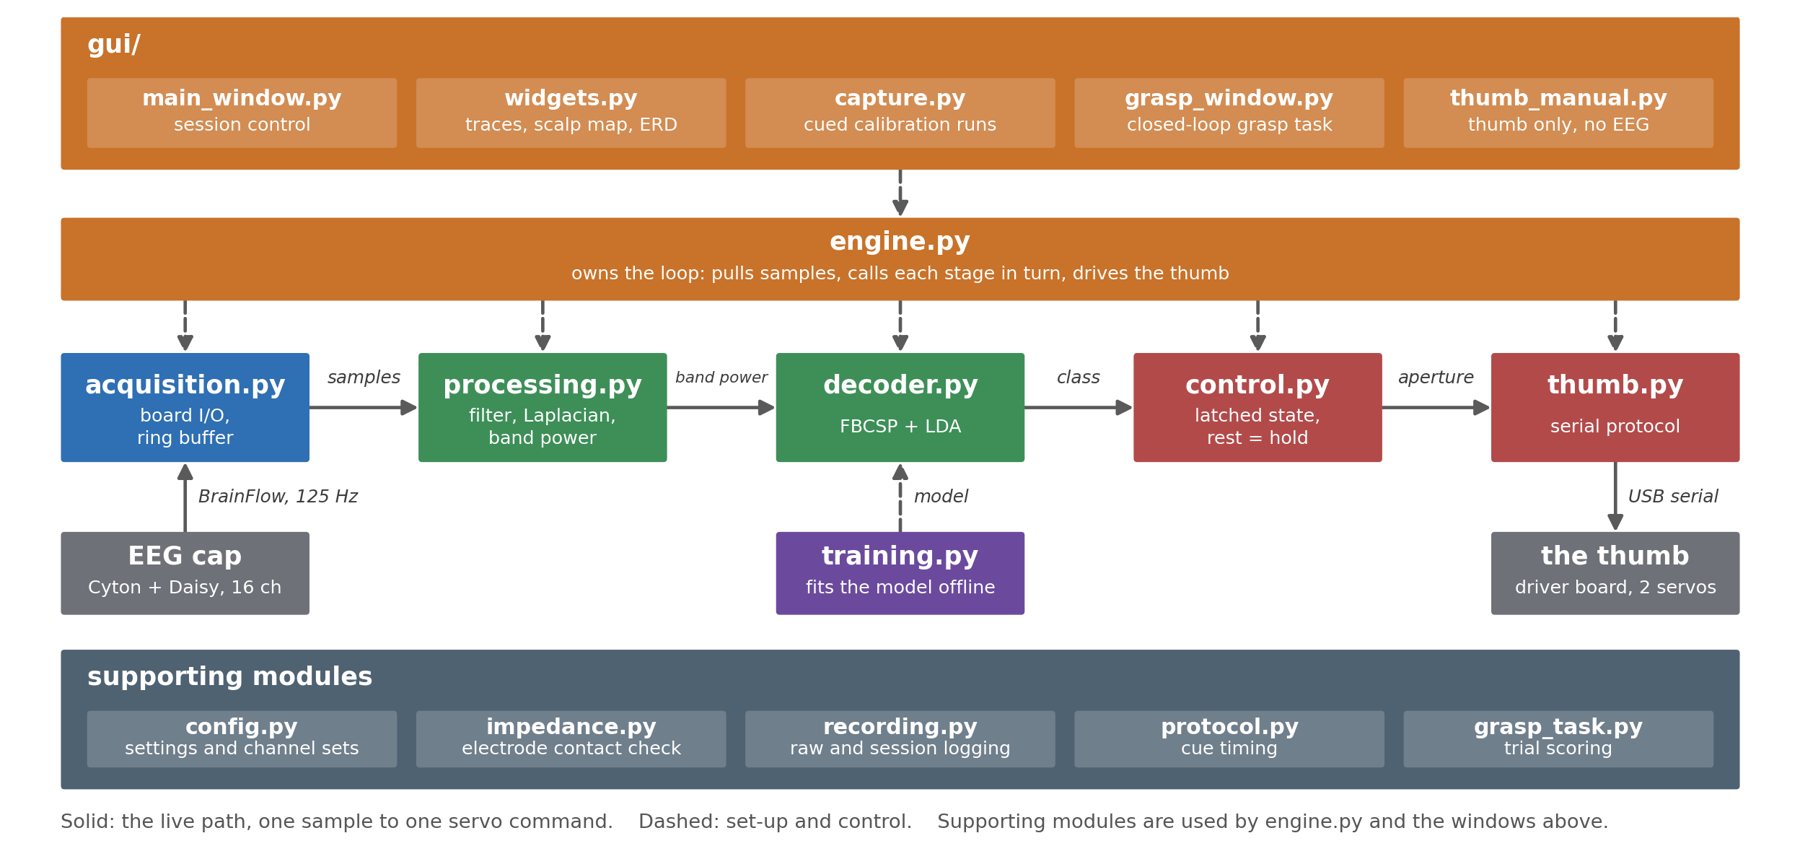 gui/
main_window.py
session control
widgets.py
traces, scalp map, ERD
capture.py
cued calibration runs
grasp_window.py
closed-loop grasp task
thumb_manual.py
thumb only, no EEG
engine.py
owns the loop: pulls samples, calls each stage in turn, drives the thumb
acquisition.py
board I/O,
ring buffer
samples
processing.py
filter, Laplacian,
band power
band power
decoder.py
FBCSP + LDA
class
control.py
latched state,
rest = hold
aperture
thumb.py
serial protocol
BrainFlow, 125 Hz
model
USB serial
EEG cap
Cyton + Daisy, 16 ch
training.py
fits the model offline
the thumb
driver board, 2 servos
supporting modules
config.py
settings and channel sets
impedance.py
electrode contact check
recording.py
raw and session logging
protocol.py
cue timing
grasp_task.py
trial scoring
Solid: the live path, one sample to one servo command. Dashed: set-up and control. Supporting modules are used by engine.py and the windows above.